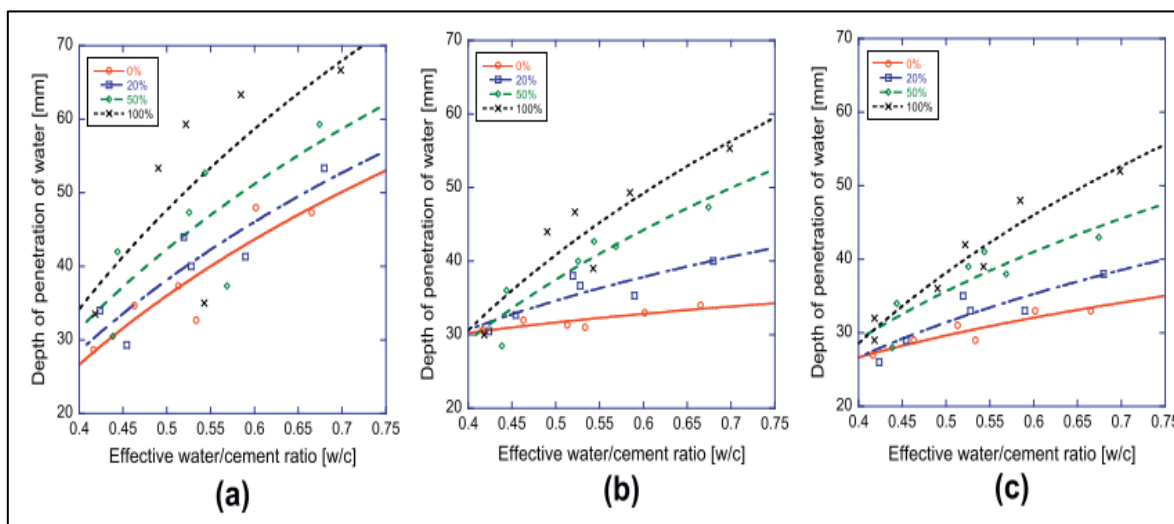 70
60
50
40
30
20
Depth of penetration of water [mm]
0%
20%
50%
100%
0.4 0.45 0.5 0.55 0.6 0.65 0.7 0.75
Effective water/cement ratio [w/c]
(a)
70
60
50
40
30
20
Depth of penetration of water [mm]
0%
20%
50%
100%
0.4 0.45 0.5 0.55 0.6 0.65 0.7 0.75
Effective water/cement ratio [w/c]
(b)
70
60
50
40
30
20
Depth of penetration of water [mm]
0%
20%
50%
100%
0.4 0.45 0.5 0.55 0.6 0.65 0.7 0.75
Effective water/cement ratio [w/c]
(c)